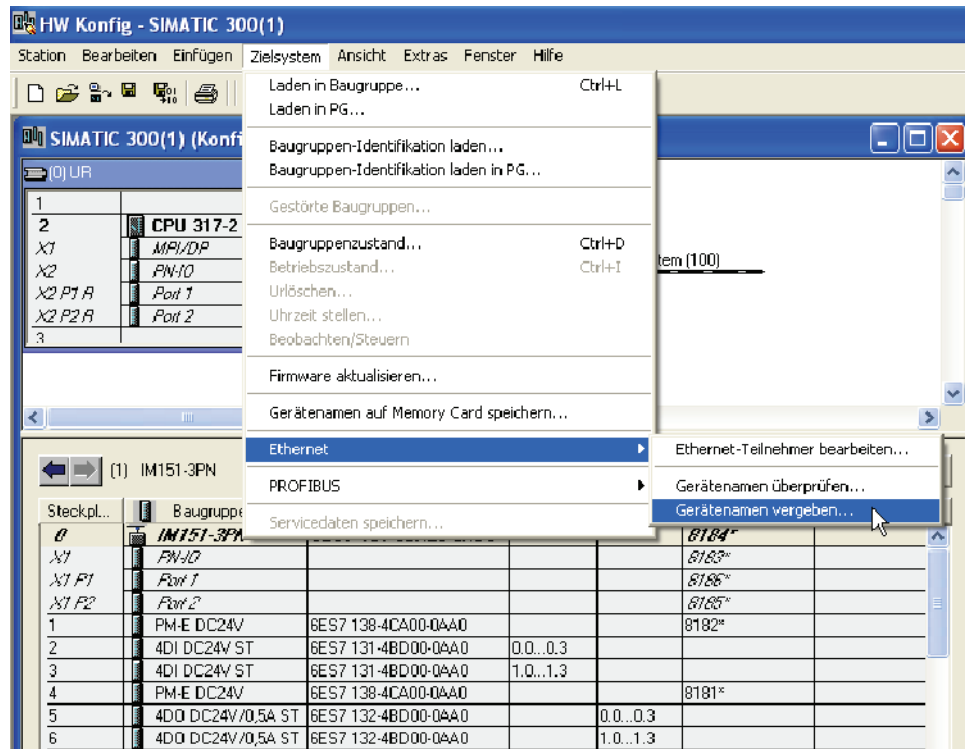 HW Konfig - SIMATIC 300(1)
Station Bearbeiten Einfügen Zielsystem Ansicht Extras Fenster Hilfe
Laden in Baugruppe... Ctrl+L
Laden in PG...
Baugruppen-Identifikation laden...
Baugruppen-Identifikation laden in PG...
Gestörte Baugruppen...
Baugruppenzustand... Ctrl+D
Betriebszustand... Ctrl+I
Urlöschen...
Uhrzeit stellen...
Beobachten/Steuern
Firmware aktualisieren...
Gerätenamen auf Memory Card speichern...
Ethernet
PROFIBUS
Servicedaten speichern...
Ethernet-Teilnehmer bearbeiten...
Gerätenamen überprüfen...
Gerätenamen vergeben...
SIMATIC 300(1) (Konf
(0) UR
1
2 CPU 317-2
X1 MPI/DP
X2 PN-IO
X2 P1 R Port 1
X2 P2 R Port 2
3
tem (100)
(1) IM151-3PN
Steckpl... Baugruppe
0 IM151-3PN 8184*
X1 PN-IO 8183*
X1 P1 Port 1 8186*
X1 P2 Port 2 8185*
1 PM-E DC24V 6ES7 138-4CA00-0AA0 8182*
2 4DI DC24V ST 6ES7 131-4BD00-0AA0 0.0...0.3
3 4DI DC24V ST 6ES7 131-4BD00-0AA0 1.0...1.3
4 PM-E DC24V 6ES7 138-4CA00-0AA0 8181*
5 4DO DC24V/0,5A ST 6ES7 132-4BD00-0AA0 0.0...0.3
6 4DO DC24V/0,5A ST 6ES7 132-4BD00-0AA0 1.0...1.3